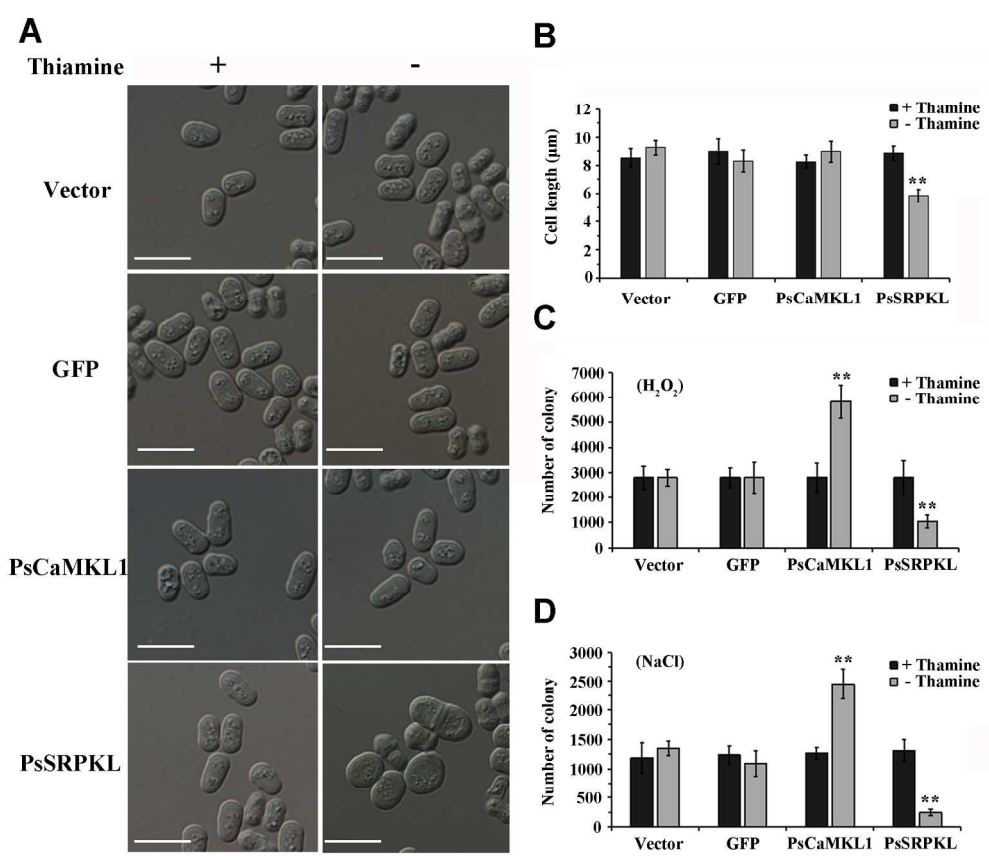 A
Thiamine + -
Vector
GFP
PsCaMKL1
PsSRPKL
B
+ Thamine
- Thamine
Cell length (μm)
12
10
8
6
4
2
0
**
Vector GFP PsCaMKL1 PsSRPKL
C
(H₂O₂)
+ Thamine
- Thamine
Number of colony
7000
6000
5000
4000
3000
2000
1000
0
**
**
Vector GFP PsCaMKL1 PsSRPKL
D
(NaCl)
+ Thamine
- Thamine
Number of colony
3000
2500
2000
1500
1000
500
0
**
**
Vector GFP PsCaMKL1 PsSRPKL